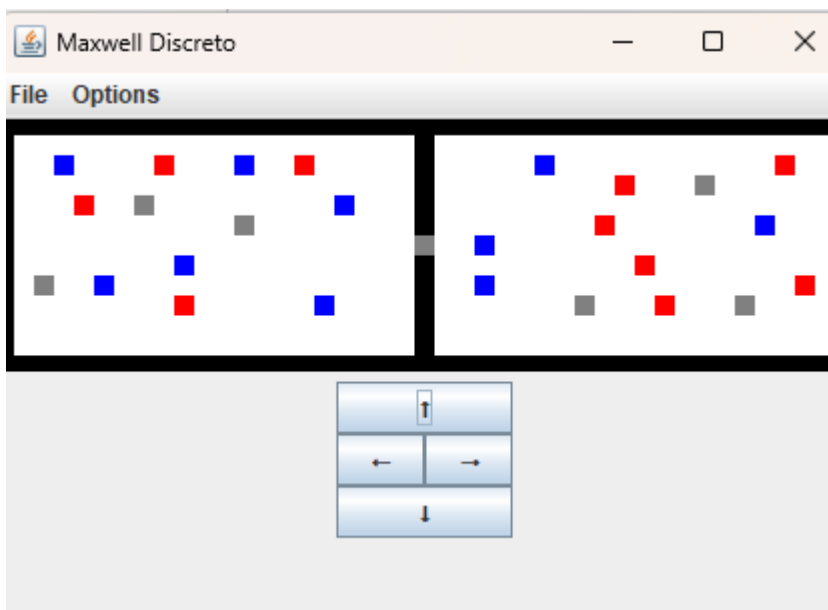 Maxwell Discreto
File Options
↑
← →
↓